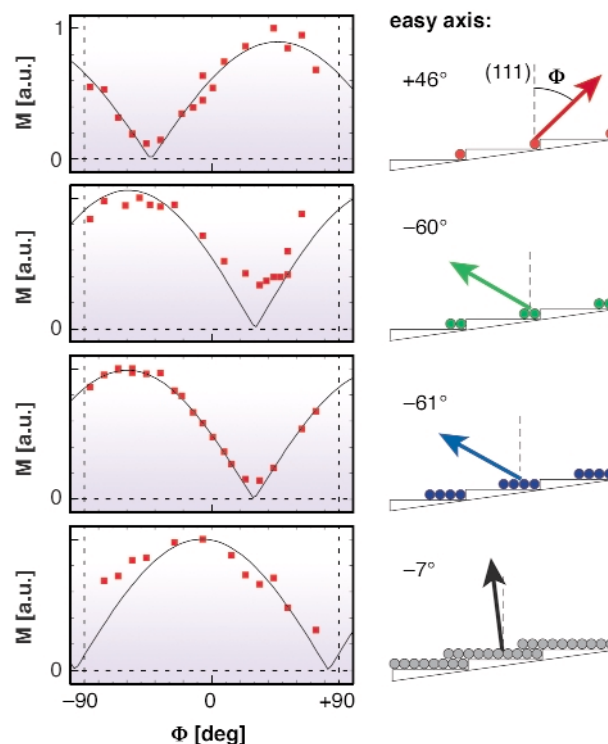 easy axis:
1
M [a.u.]
0
+46°
(111)
Φ
M [a.u.]
0
−60°
M [a.u.]
0
−61°
M [a.u.]
0
−7°
−90
0
+90
Φ [deg]